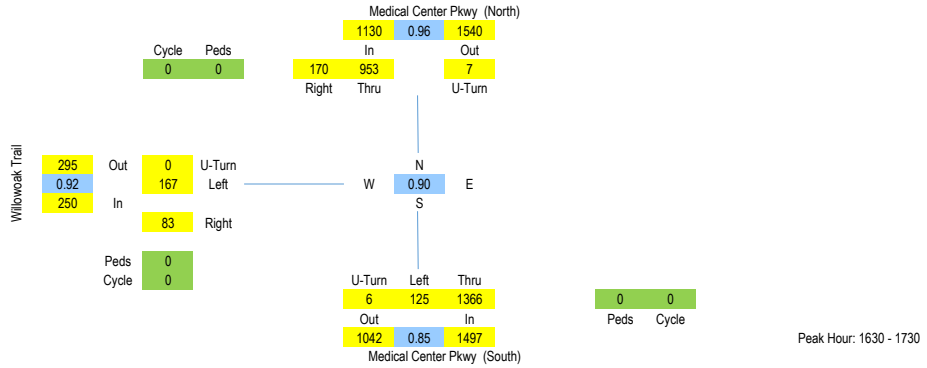 Medical Center Pkwy (North)
1130 0.96 1540
Cycle Peds In Out
0 0 170 953 7
Right Thru U-Turn
Willowoak Trail
295 Out 0 U-Turn N
0.92 167 Left W 0.90 E
250 In S
83 Right
Peds 0
Cycle 0
U-Turn Left Thru
6 125 1366 0 0
Out In Peds Cycle
1042 0.85 1497 Peak Hour: 1630 - 1730
Medical Center Pkwy (South)